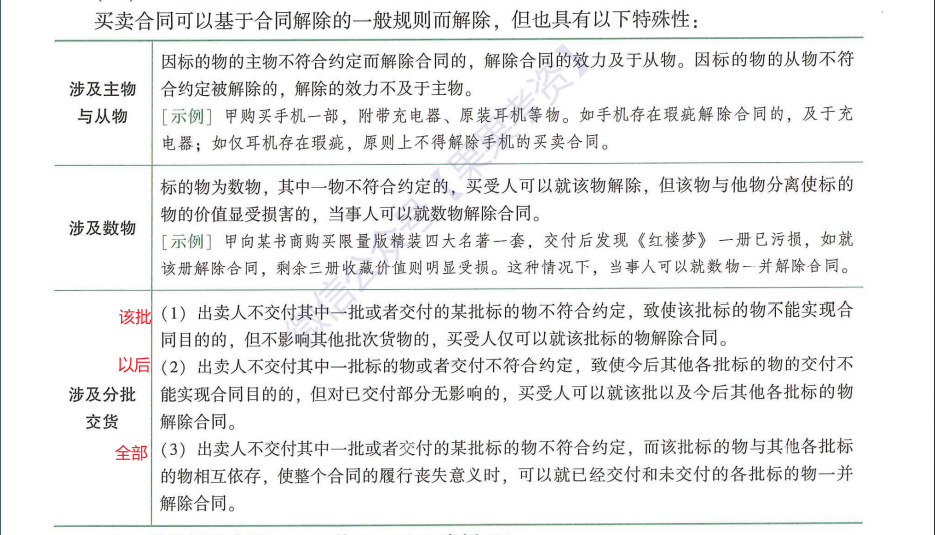 买卖合同可以基于合同解除的一般规则而解除，但也具有以下特殊性：
涉及主物
与从物
因标的物的主物不符合约定而解除合同的，解除合同的效力及于从物。因标的物的从物不符
合约定被解除的，解除的效力不及于主物。
［示例］甲购买手机一部，附带充电器、原装耳机等物。如手机存在瑕疵解除合同的，及于充
电器；如仅耳机存在瑕疵，原则上不得解除手机的买卖合同。
涉及数物
标的物为数物，其中一物不符合约定的，买受人可以就该物解除，但该物与他物分离使标的
物的价值显受损害的，当事人可以就数物解除合同。
［示例］甲向某书商购买限量版精装四大名著一套，交付后发现《红楼梦》一册已污损，如就
该册解除合同，剩余三册收藏价值则明显受损。这种情况下，当事人可以就数物一并解除合同。
涉及分批
交货
该批
（1）出卖人不交付其中一批或者交付的某批标的物不符合约定，致使该批标的物不能实现合
同目的的，但不影响其他批次货物的，买受人仅可以就该批标的物解除合同。
以后
（2）出卖人不交付其中一批标的物或者交付不符合约定，致使今后其他各批标的物的交付不
能实现合同目的的，但对已交付部分无影响的，买受人可以就该批以及今后其他各批标的物
解除合同。
全部
（3）出卖人不交付其中一批或者交付的某批标的物不符合约定，而该批标的物与其他各批标
的物相互依存，使整个合同的履行丧失意义时，可以就已经交付和未交付的各批标的物一并
解除合同。
微信公众号【果果考资】